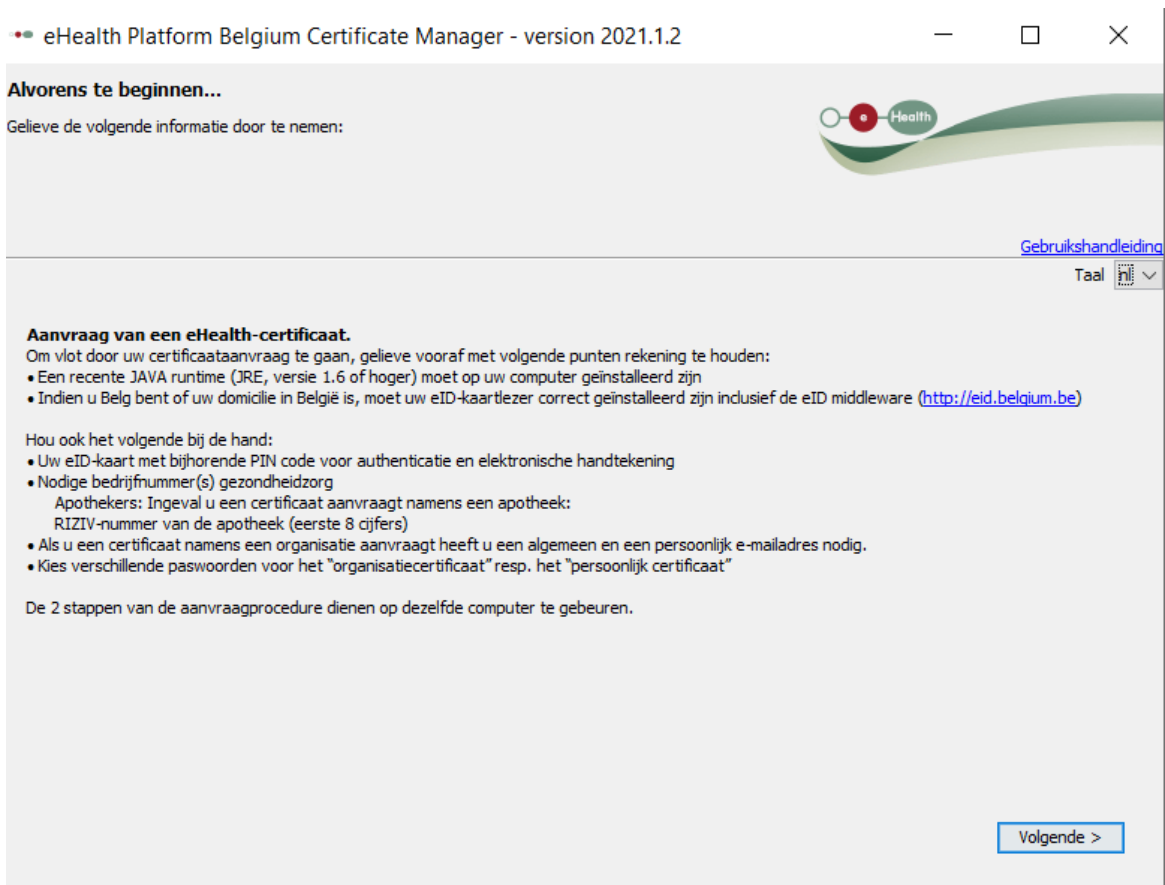 eHealth Platform Belgium Certificate Manager - version 2021.1.2
Alvorens te beginnen...
Gelieve de volgende informatie door te nemen:
e Health
Gebruikshandleiding
Taal nl
Aanvraag van een eHealth-certificaat.
Om vlot door uw certificaataanvraag te gaan, gelieve vooraf met volgende punten rekening te houden:
• Een recente JAVA runtime (JRE, versie 1.6 of hoger) moet op uw computer geïnstalleerd zijn
• Indien u Belg bent of uw domicilie in België is, moet uw eID-kaartlezer correct geïnstalleerd zijn inclusief de eID middleware (http://eid.belgium.be)
Hou ook het volgende bij de hand:
• Uw eID-kaart met bijhorende PIN code voor authenticatie en elektronische handtekening
• Nodige bedrijfnummer(s) gezondheidzorg
Apothekers: Ingeval u een certificaat aanvraagt namens een apotheek:
RIZIV-nummer van de apotheek (eerste 8 cijfers)
• Als u een certificaat namens een organisatie aanvraagt heeft u een algemeen en een persoonlijk e-mailadres nodig.
• Kies verschillende paswoorden voor het "organisatiecertificaat" resp. het "persoonlijk certificaat"
De 2 stappen van de aanvraagprocedure dienen op dezelfde computer te gebeuren.
Volgende >